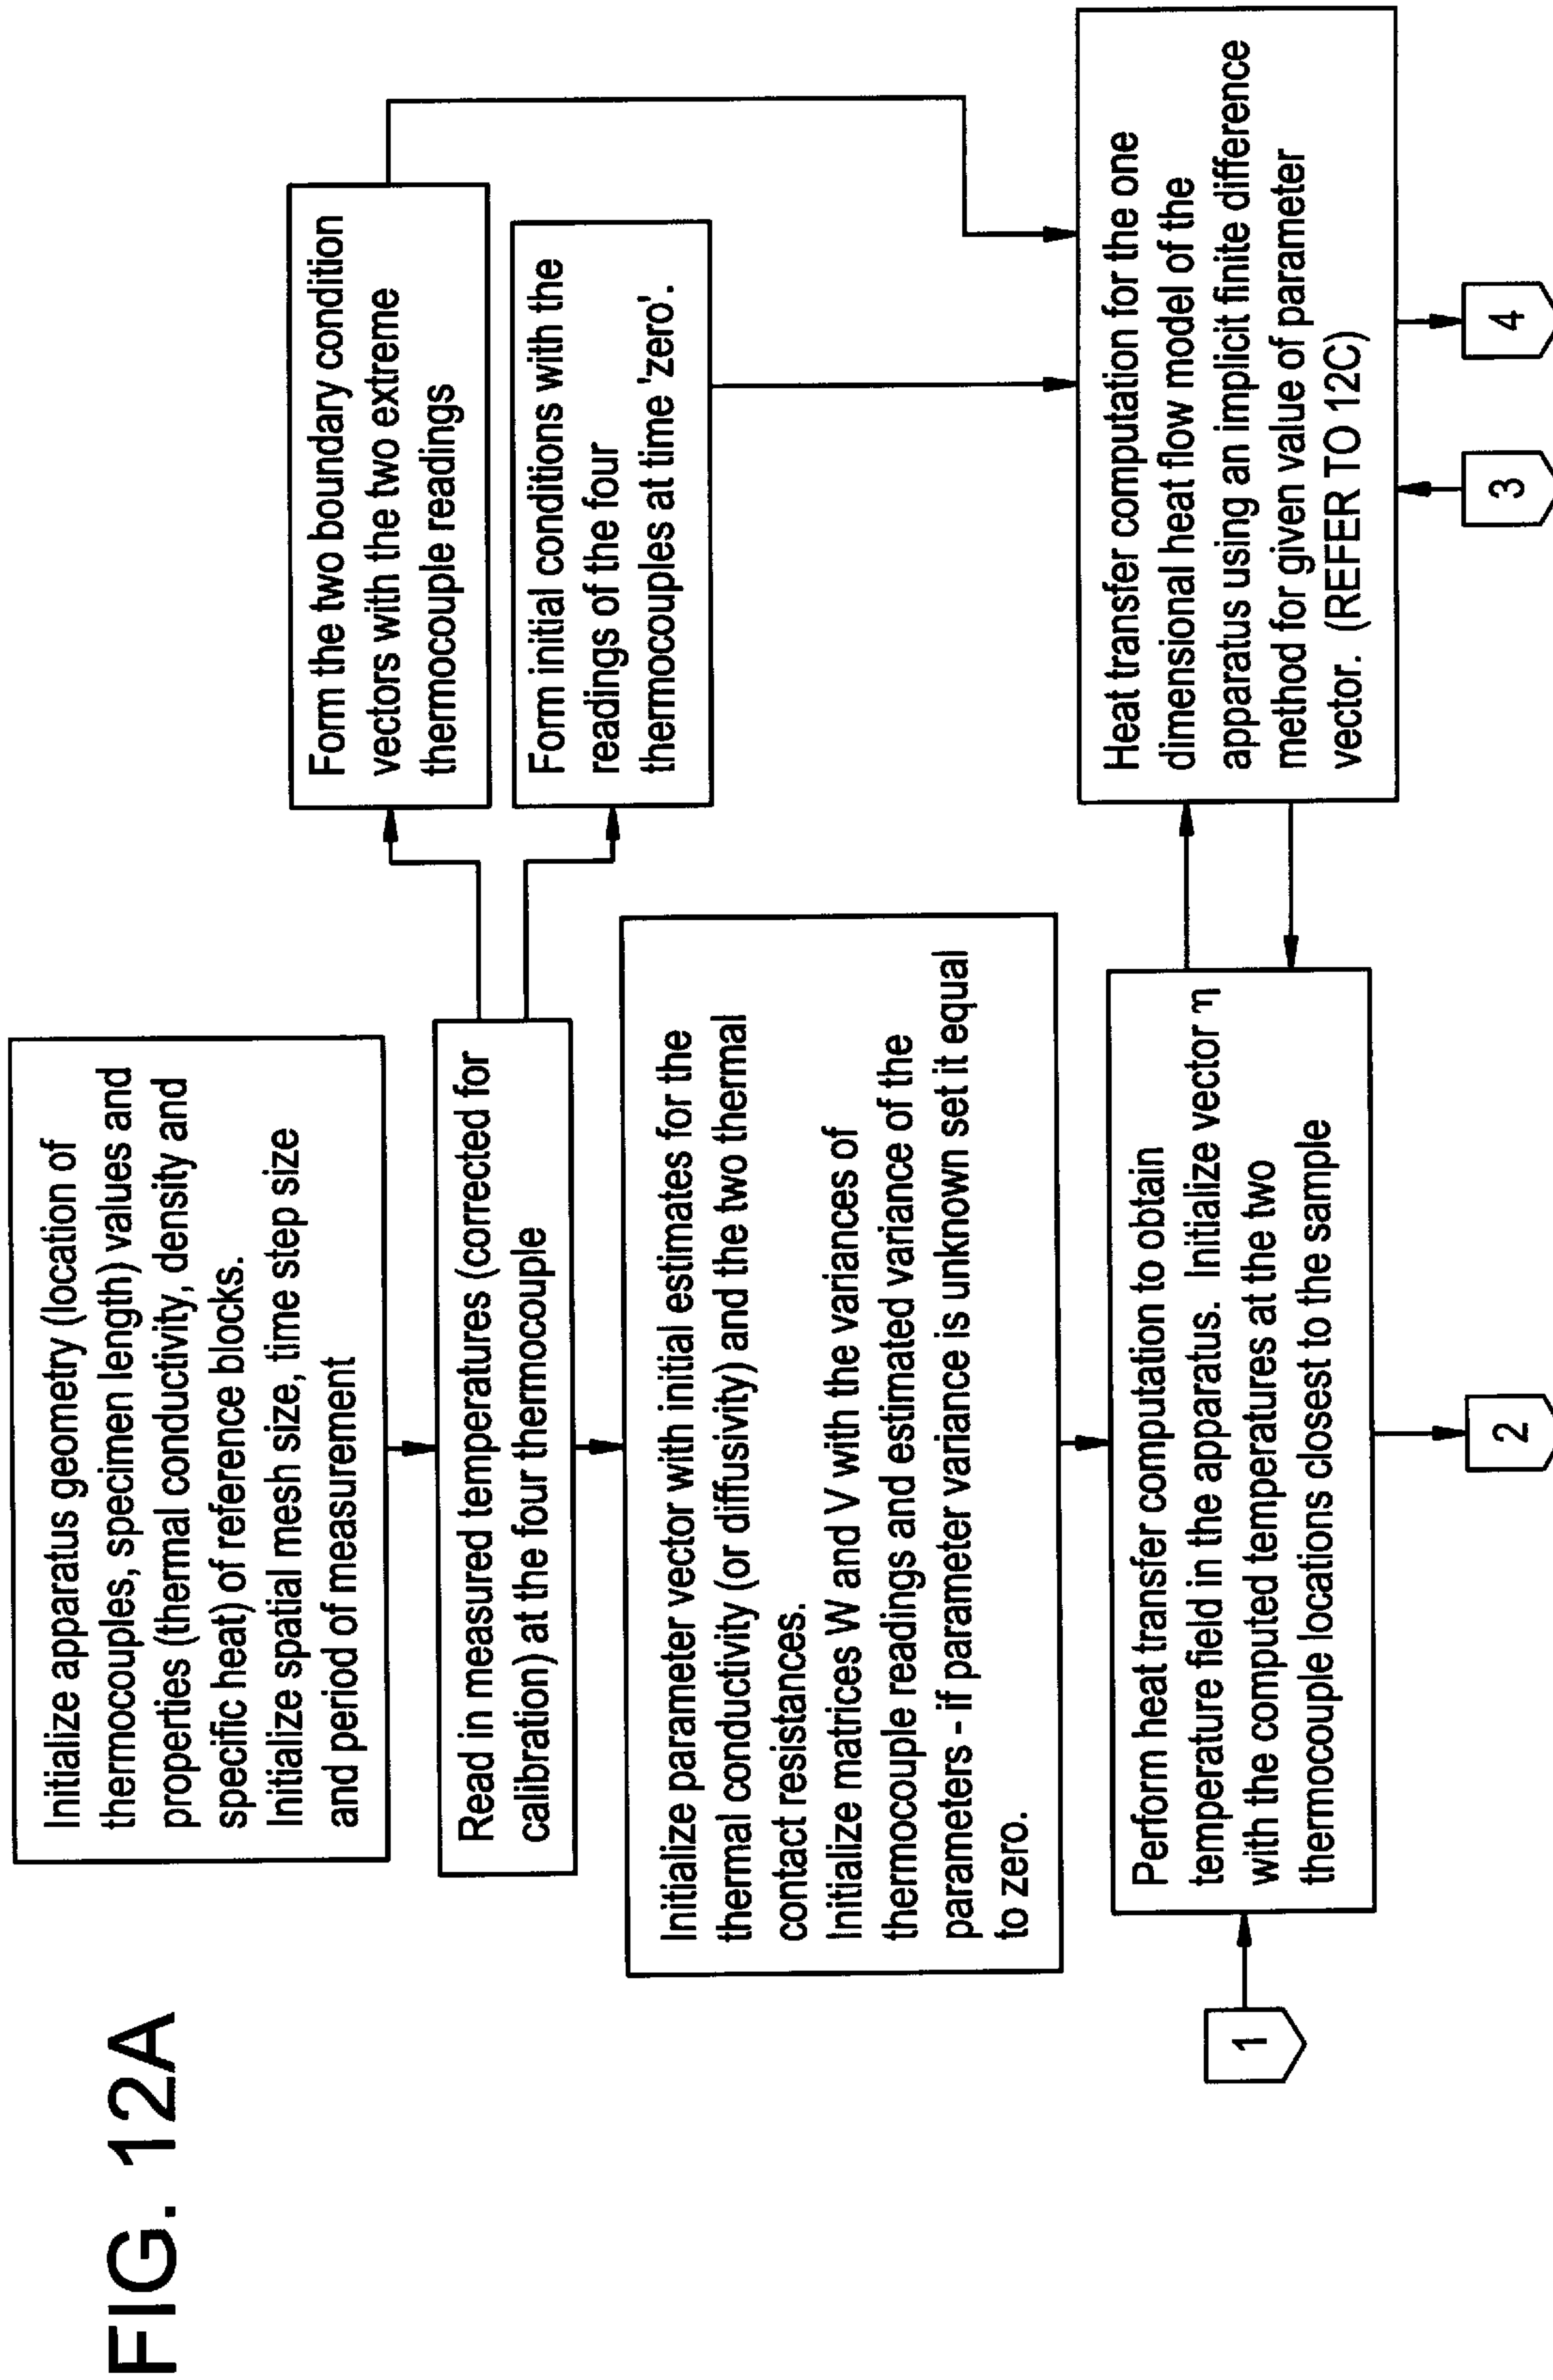 FIG. 12A
Initialize apparatus geometry (location of
thermocouples, specimen length) values and
properties (thermal conductivity, density and
specific heat) of reference blocks.
Initialize spatial mesh size, time step size
and period of measurement
Read in measured temperatures (corrected for
calibration) at the four thermocouple
Form the two boundary condition
vectors with the two extreme
thermocouple readings
Form initial conditions with the
readings of the four
thermocouples at time 'zero'.
Initialize parameter vector with initial estimates for the
thermal conductivity (or diffusivity) and the two thermal
contact resistances.
Initialize matrices W and V with the variances of
thermocouple readings and estimated variance of the
parameters - if parameter variance is unknown set it equal
to zero.
1
Perform heat transfer computation to obtain
temperature field in the apparatus. Initialize vector η
with the computed temperatures at the two
thermocouple locations closest to the sample
Heat transfer computation for the one
dimensional heat flow model of the
apparatus using an implicit finite difference
method for given value of parameter
vector. (REFER TO 12C)
2
3
4